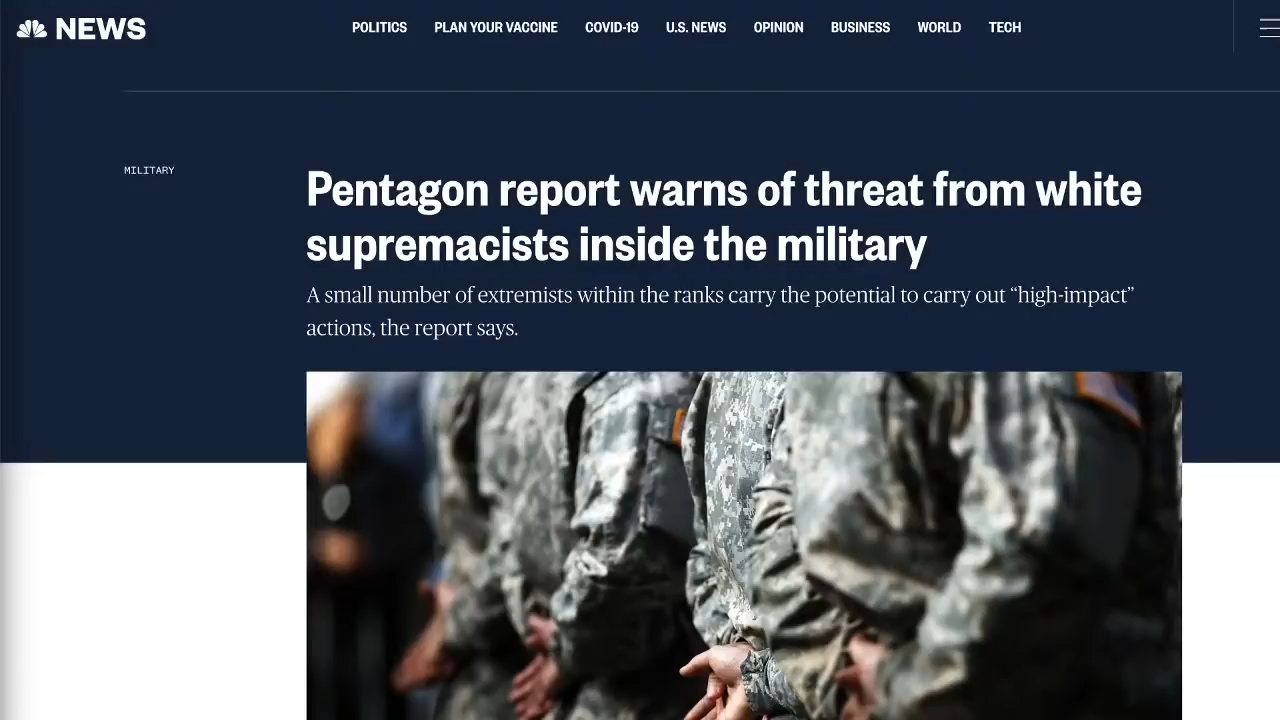 NEWS
POLITICS PLAN YOUR VACCINE COVID-19 U.S. NEWS OPINION BUSINESS WORLD TECH
MILITARY
Pentagon report warns of threat from white
supremacists inside the military
A small number of extremists within the ranks carry the potential to carry out “high-impact”
actions, the report says.